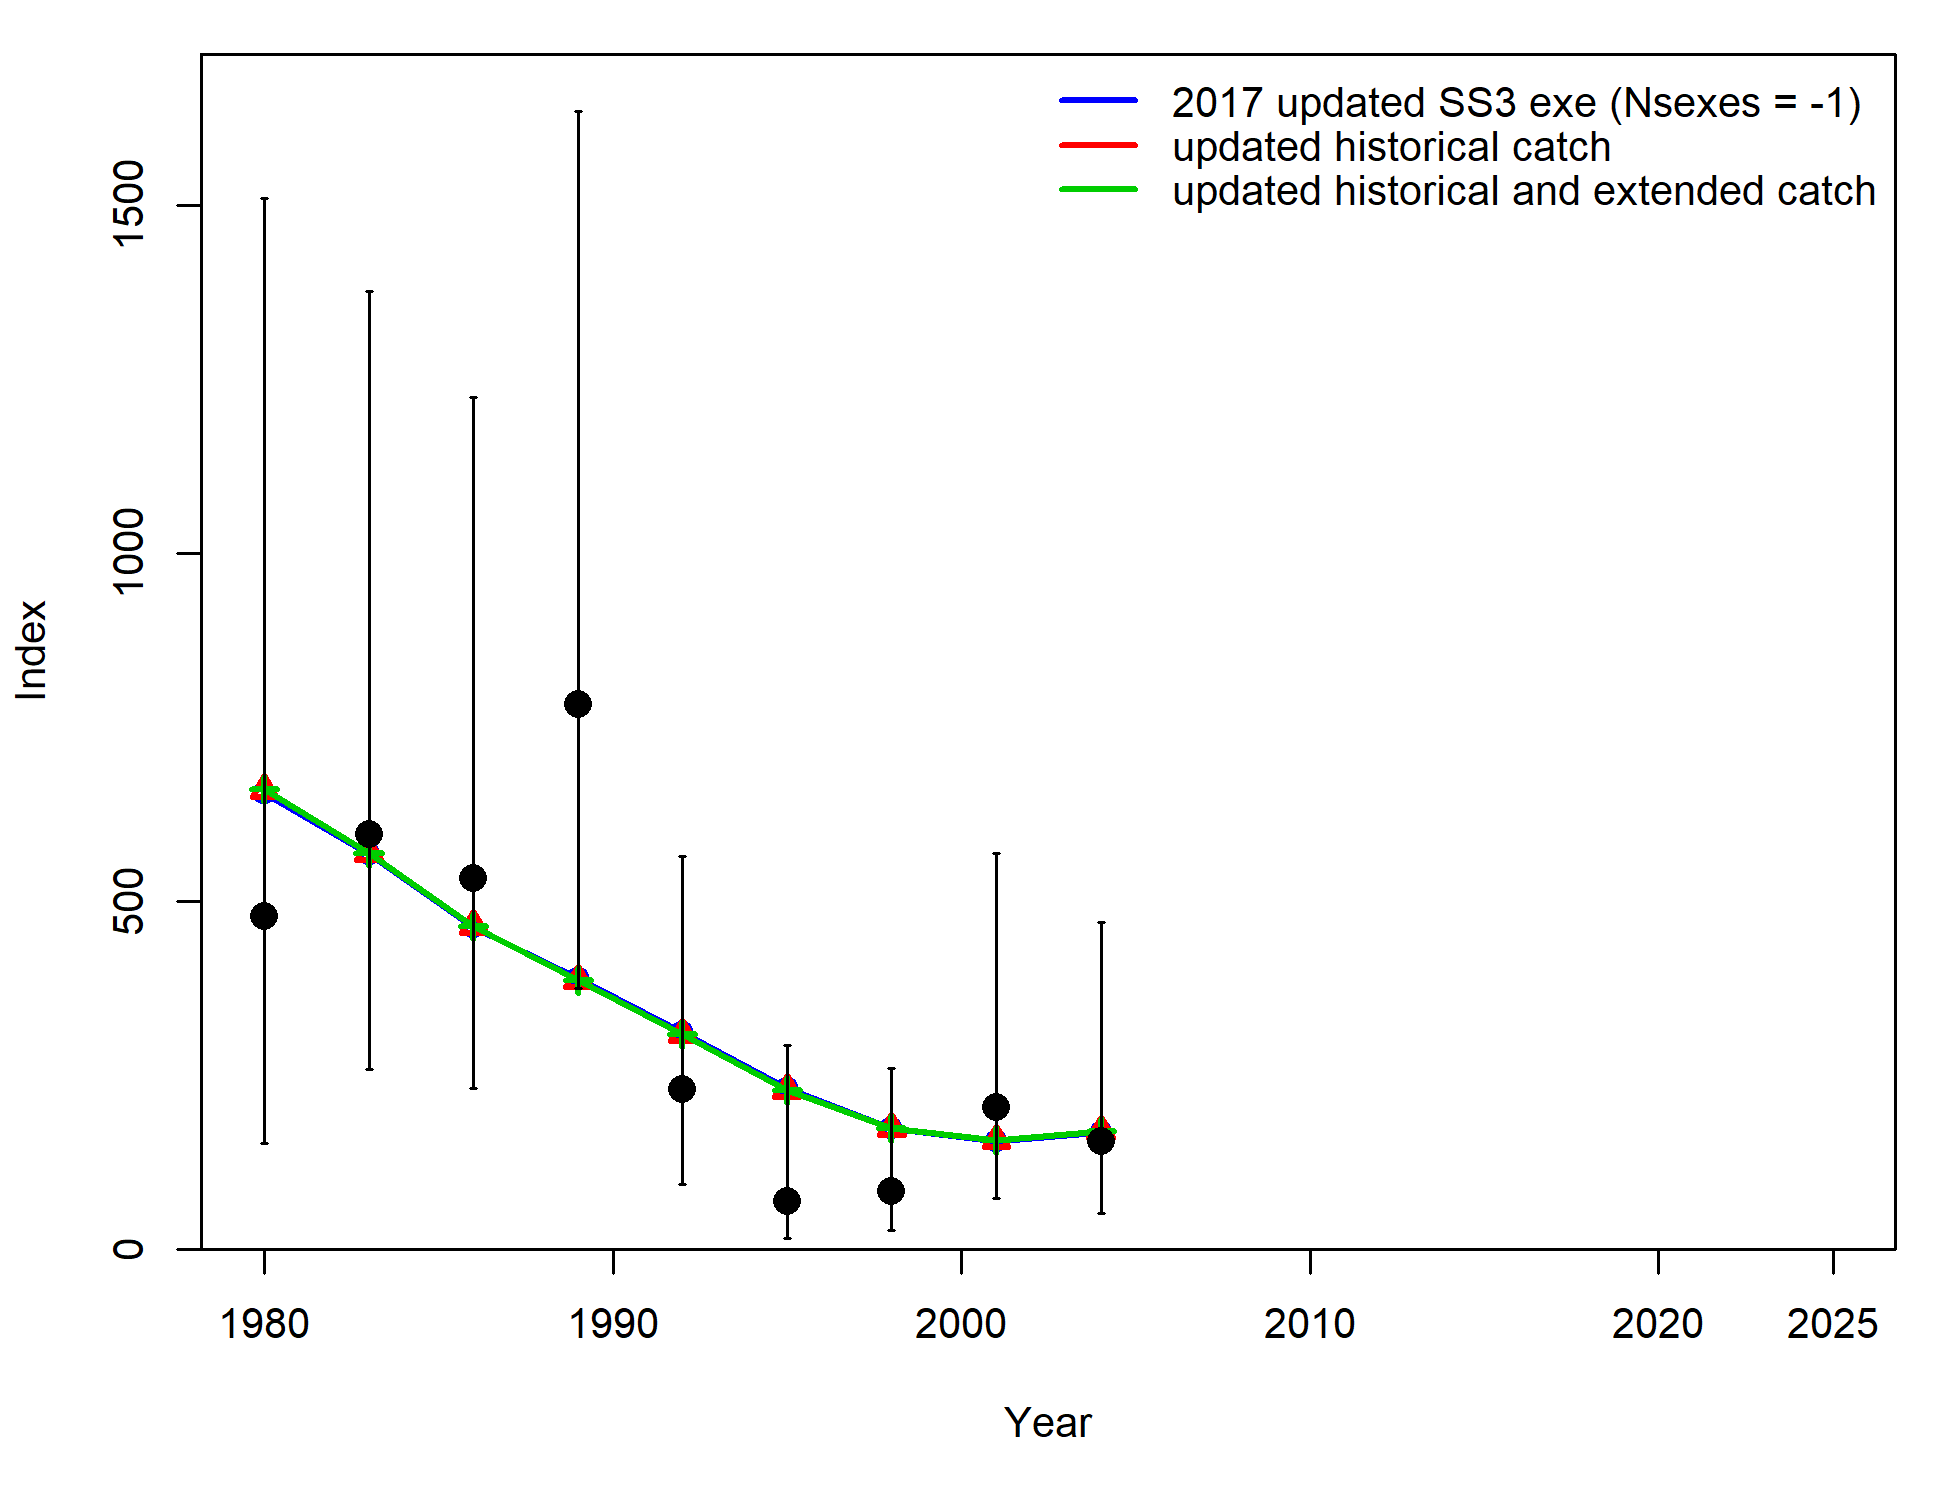 2017 updated SS3 exe (Nsexes = -1)
updated historical catch
updated historical and extended catch
1500
1000
500
0
Index
1980 1990 2000 2010 2020 2025
Year